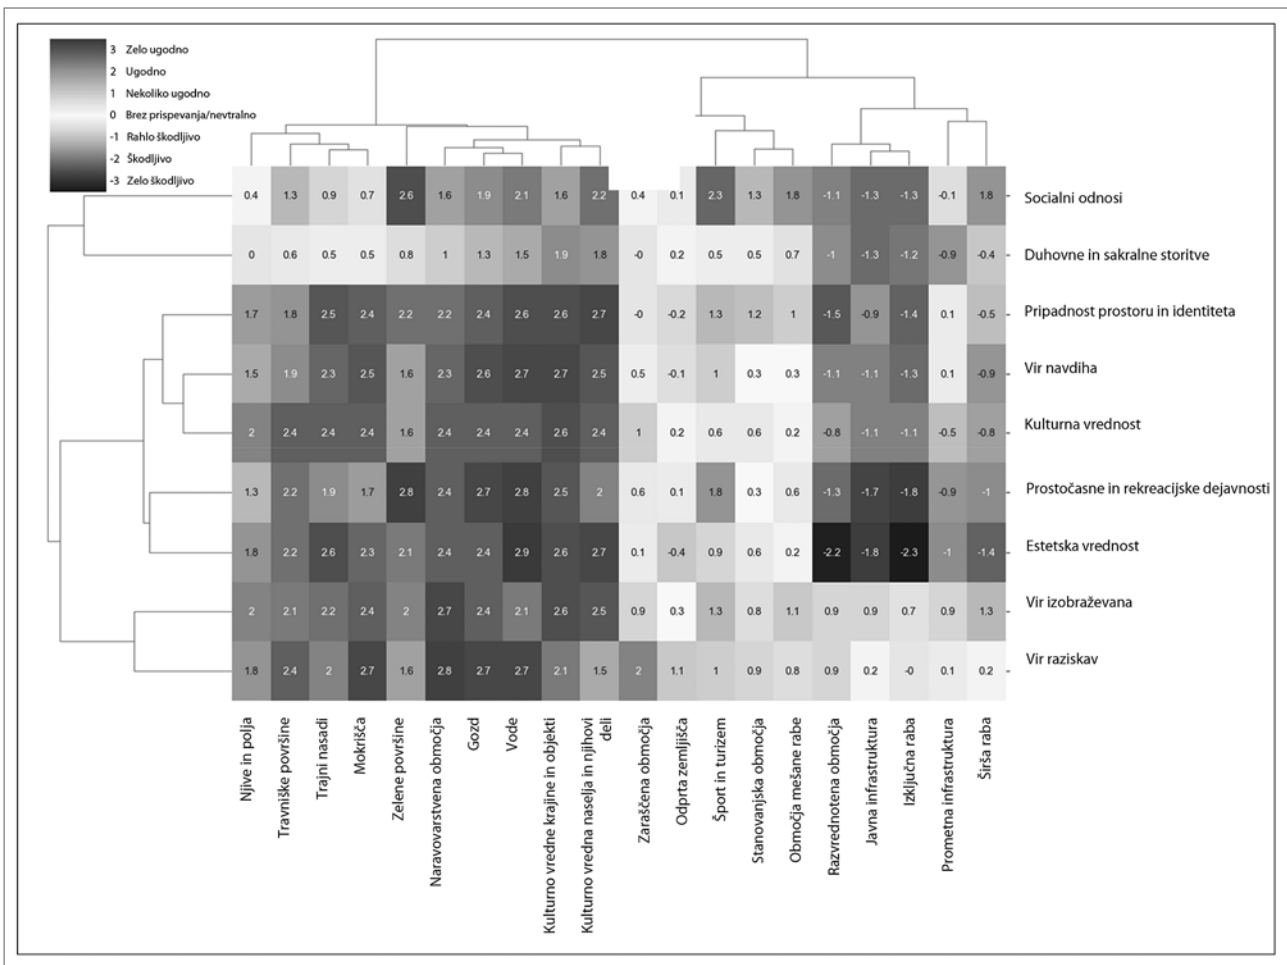 3 Zelo ugodno
2 Ugodno
1 Nekoliko ugodno
0 Brez prispevanja/nevtralno
-1 Rahlo škodljivo
-2 Škodljivo
-3 Zelo škodljivo
0.4 1.3 0.9 0.7 2.6 1.6 1.9 2.1 1.6 2.2 0.4 0.1 2.3 1.3 1.8 -1.1 -1.3 -1.3 -0.1 1.8 Socialni odnosi
0 0.6 0.5 0.5 0.8 1 1.3 1.5 1.9 1.8 -0 0.2 0.5 0.5 0.7 -1 -1.3 -1.2 -0.9 -0.4 Duhovne in sakralne storitve
1.7 1.8 2.5 2.4 2.2 2.2 2.4 2.6 2.6 2.7 -0 -0.2 1.3 1.2 1 -1.5 -0.9 -1.4 0.1 -0.5 Pripadnost prostoru in identiteta
1.5 1.9 2.3 2.5 1.6 2.3 2.6 2.7 2.7 2.5 0.5 -0.1 1 0.3 0.3 -1.1 -1.1 -1.3 0.1 -0.9 Vir navdiha
2 2.4 2.4 2.4 1.6 2.4 2.4 2.4 2.6 2.4 1 0.2 0.6 0.6 0.2 -0.8 -1.1 -1.1 -0.5 -0.8 Kulturna vrednost
1.3 2.2 1.9 1.7 2.8 2.4 2.7 2.8 2.5 2 0.6 0.1 1.8 0.3 0.6 -1.3 -1.7 -1.8 -0.9 -1 Prostočasne in rekreacijske dejavnosti
1.8 2.2 2.6 2.3 2.1 2.4 2.4 2.9 2.6 2.7 0.1 -0.4 0.9 0.6 0.2 -2.2 -1.8 -2.3 -1 -1.4 Estetska vrednost
2 2.1 2.2 2.4 2 2.7 2.4 2.1 2.6 2.5 0.9 0.3 1.3 0.8 1.1 0.9 0.9 0.7 0.9 1.3 Vir izobraževana
1.8 2.4 2 2.7 1.6 2.8 2.7 2.7 2.1 1.5 2 1.1 1 0.9 0.8 0.9 0.2 -0 0.1 0.2 Vir raziskav
Njive in polja
Travniške površine
Trajni nasadi
Mokrišča
Zelene površine
Naravovarstvena območja
Gozd
Vode
Kulturno vredne krajine in objekti
Kulturno vredna naselja in njihovi
deli
Zaraščena območja
Odprta zemljišča
Šport in turizem
Stanovanjska območja
Območja mešane rabe
Razvrednotena območja
Javna infrastruktura
Izključna raba
Prometna infrastruktura
Širša raba